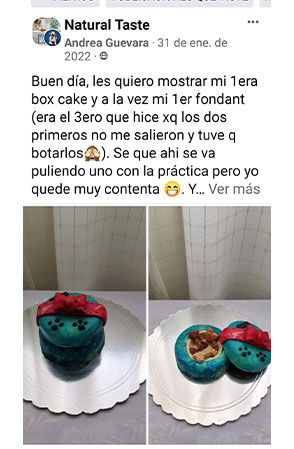 Natural Taste
Andrea Guevara · 31 de ene. de
2022 ·
Buen día, les quiero mostrar mi 1era
box cake y a la vez mi 1er fondant
(era el 3ero que hice xq los dos
primeros no me salieron y tuve q
botarlos🙈). Se que ahi se va
puliendo uno con la práctica pero yo
quede muy contenta 😁. Y… Ver más